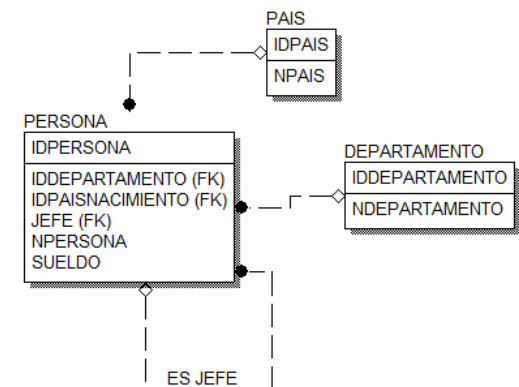 PAIS
IDPAIS
NPAIS
PERSONA
IDPERSONA
IDDEPARTAMENTO (FK)
IDPAISNACIMIENTO (FK)
JEFE (FK)
NPERSONA
SUELDO
DEPARTAMENTO
IDDEPARTAMENTO
NDEPARTAMENTO
ES JEFE